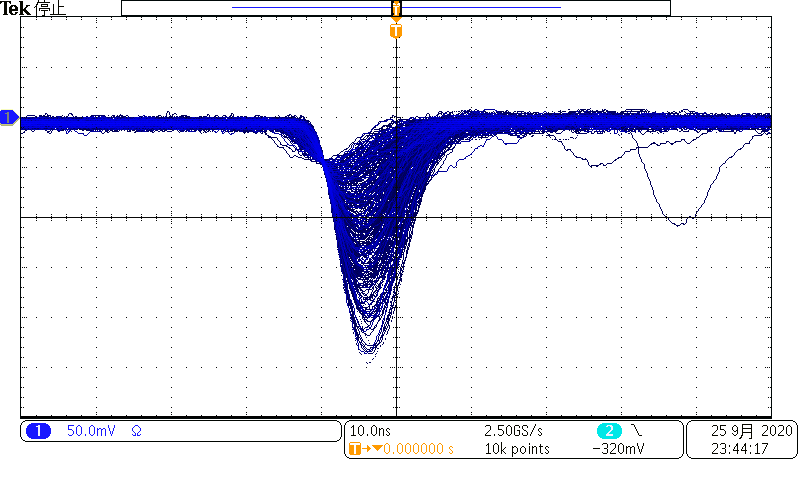 Tek 停止
T
T
1
1 50.0mV Ω
10.0ns 2.50GS/s 2
T→▼0.000000 s 10k points -320mV
25 9月 2020
23:44:17